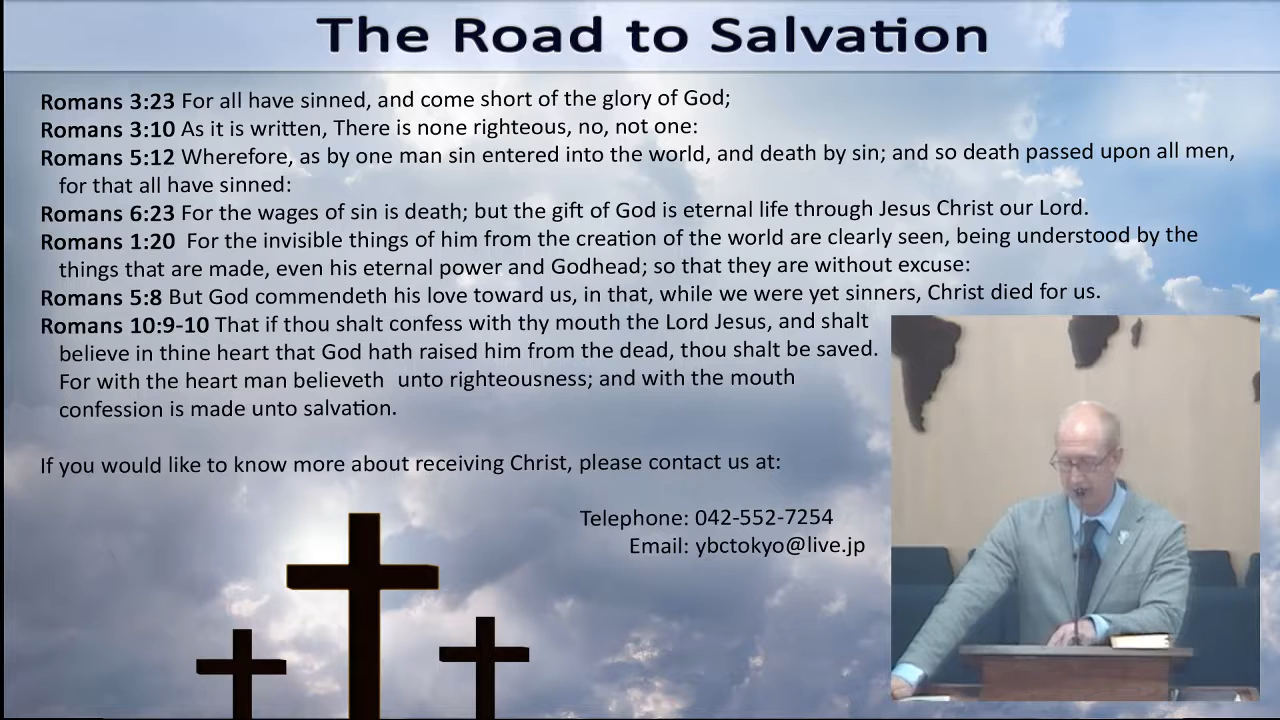 The Road to Salvation
Romans 3:23 For all have sinned, and come short of the glory of God;
Romans 3:10 As it is written, There is none righteous, no, not one:
Romans 5:12 Wherefore, as by one man sin entered into the world, and death by sin; and so death passed upon all men,
for that all have sinned:
Romans 6:23 For the wages of sin is death; but the gift of God is eternal life through Jesus Christ our Lord.
Romans 1:20 For the invisible things of him from the creation of the world are clearly seen, being understood by the
things that are made, even his eternal power and Godhead; so that they are without excuse:
Romans 5:8 But God commendeth his love toward us, in that, while we were yet sinners, Christ died for us.
Romans 10:9-10 That if thou shalt confess with thy mouth the Lord Jesus, and shalt
believe in thine heart that God hath raised him from the dead, thou shalt be saved.
For with the heart man believeth unto righteousness; and with the mouth
confession is made unto salvation.
If you would like to know more about receiving Christ, please contact us at:
Telephone: 042-552-7254
Email: ybctokyo@live.jp